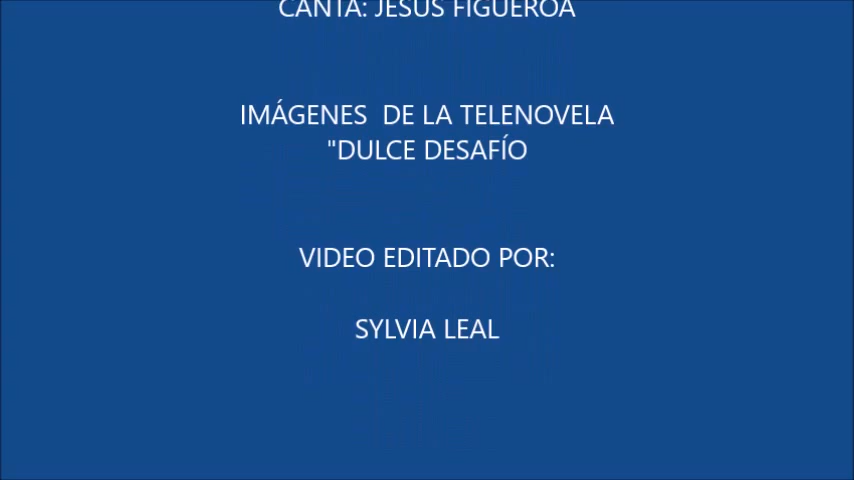 CANTA: JESÚS FIGUEROA
IMÁGENES  DE LA TELENOVELA
"DULCE DESAFÍO
VIDEO EDITADO POR:
SYLVIA LEAL